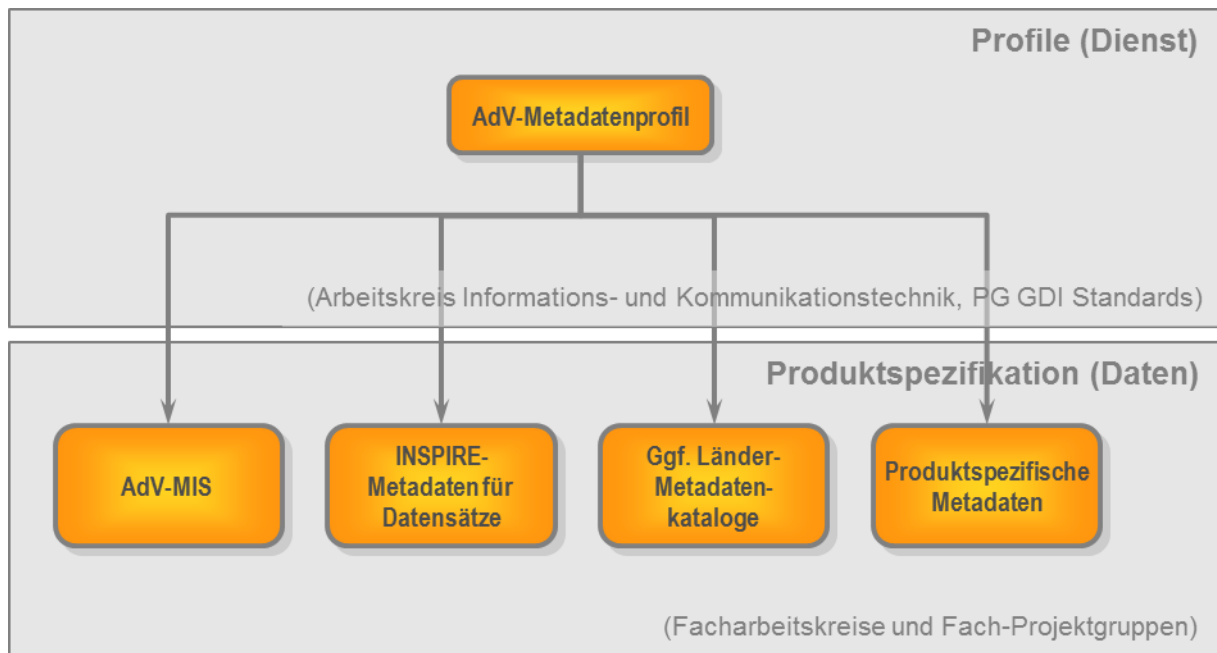 Profile (Dienst)
AdV-Metadatenprofil
(Arbeitskreis Informations- und Kommunikationstechnik, PG GDI Standards)
Produktspezifikation (Daten)
AdV-MIS
INSPIRE-
Metadaten für
Datensätze
Ggf. Länder-
Metadaten-
kataloge
Produktspezifische
Metadaten
(Facharbeitskreise und Fach-Projektgruppen)